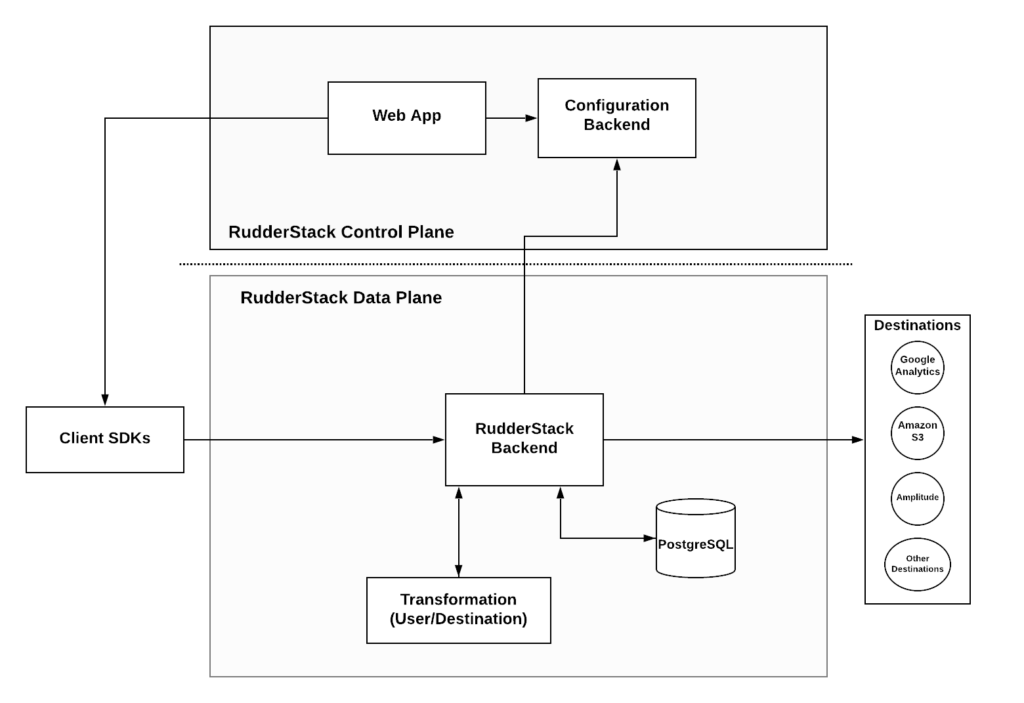 Web App
Configuration
Backend
RudderStack Control Plane
RudderStack Data Plane
Destinations
Google
Analytics
Amazon
S3
Amplitude
Other
Destinations
Client SDKs
RudderStack
Backend
PostgreSQL
Transformation
(User/Destination)